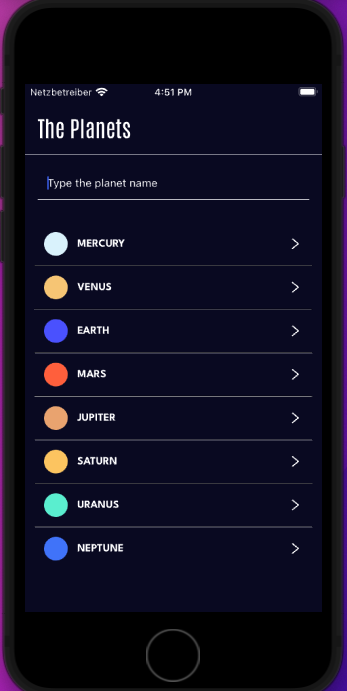 Netzbetreiber 4:51 PM
The Planets
Type the planet name
MERCURY
VENUS
EARTH
MARS
JUPITER
SATURN
URANUS
NEPTUNE